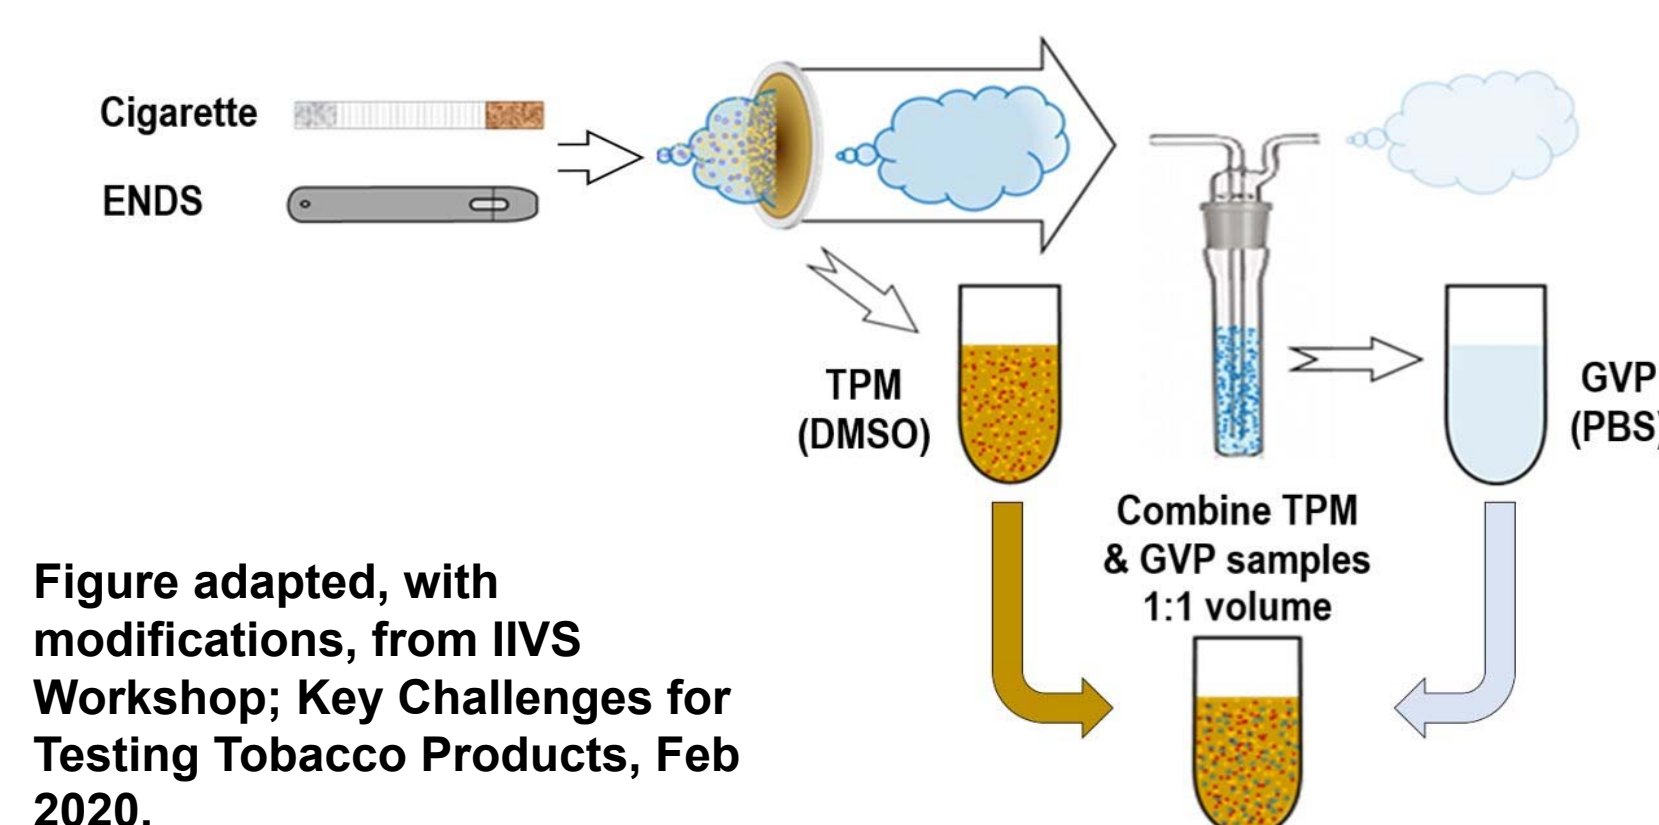 Cigarette
ENDS
TPM
(DMSO)
GVP
(PBS)
Combine TPM
& GVP samples
1:1 volume
Figure adapted, with
modifications, from IIVS
Workshop; Key Challenges for
Testing Tobacco Products, Feb
2020.